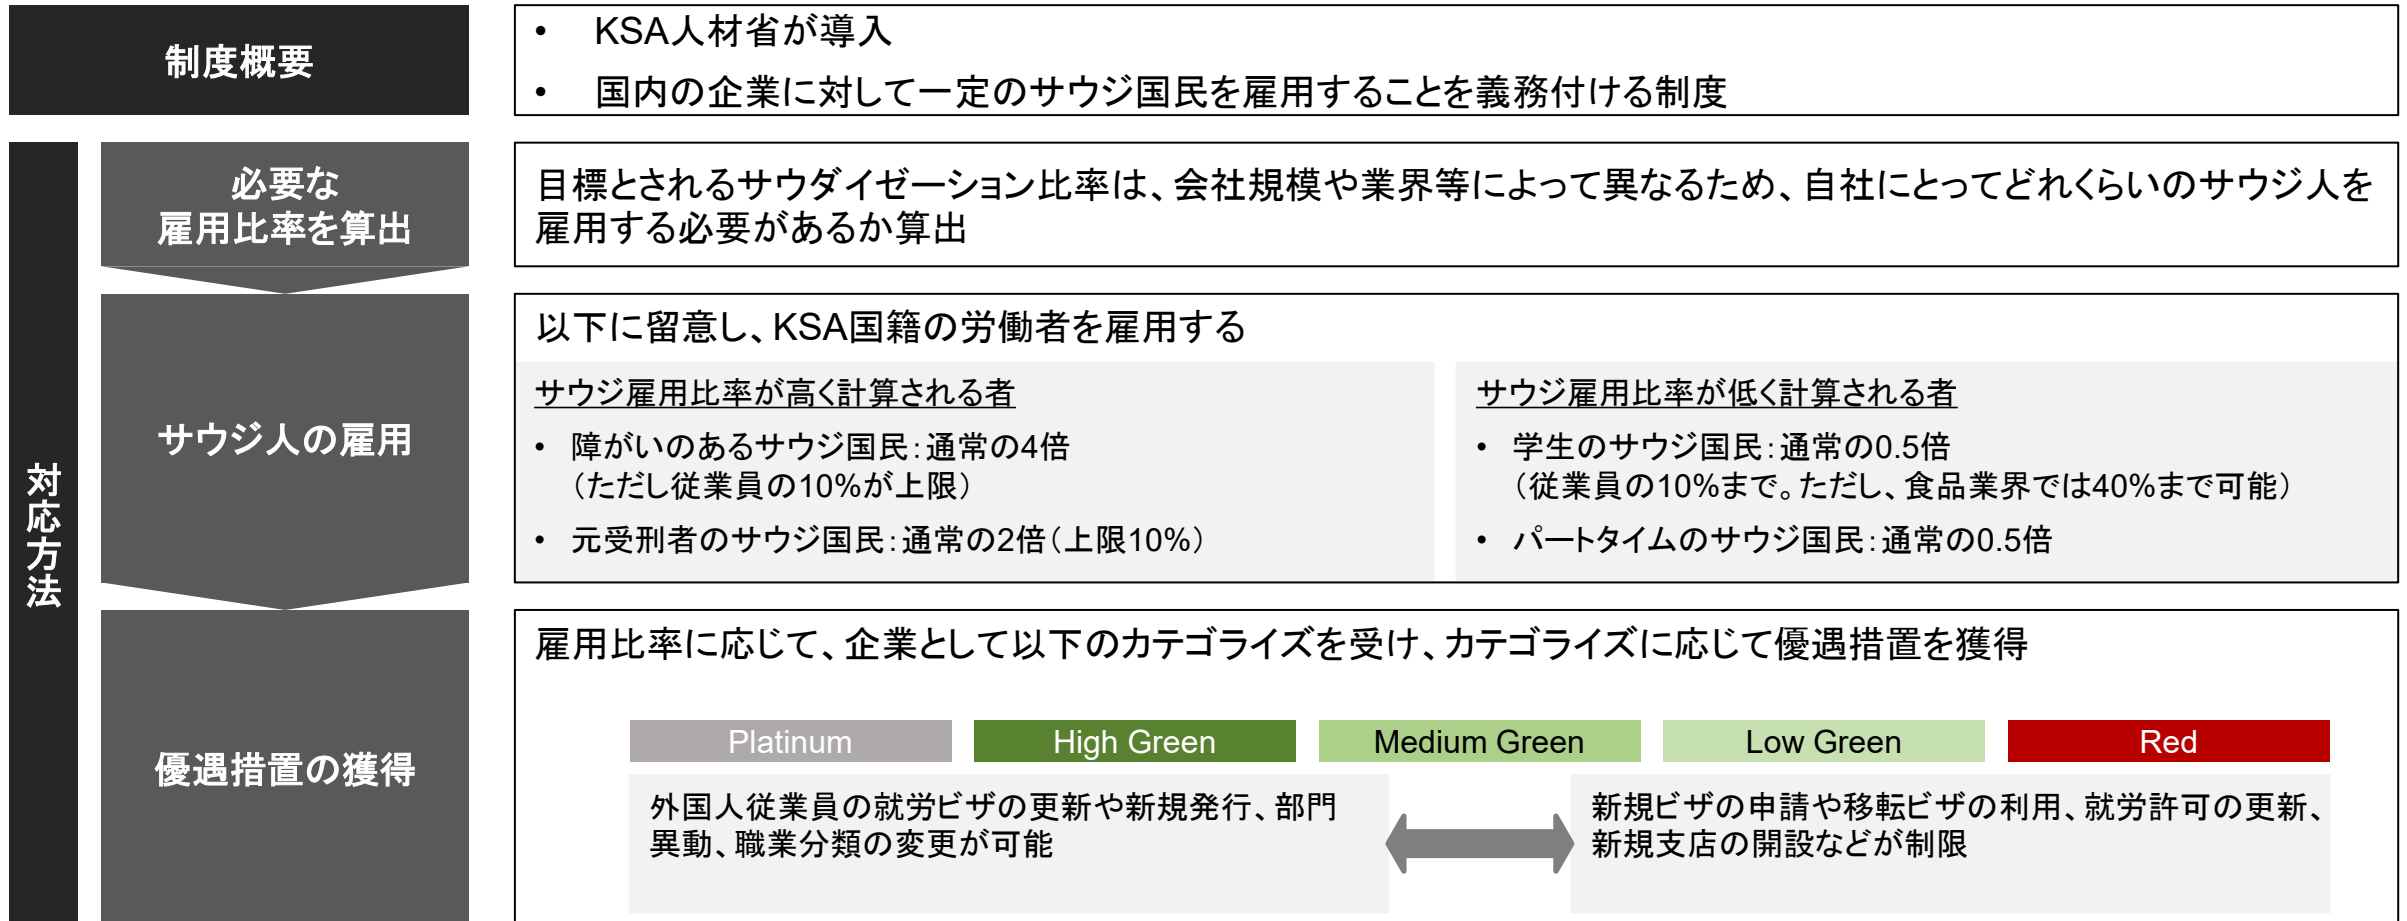 制度概要
• KSA人材省が導入
• 国内の企業に対して一定のサウジ国民を雇用することを義務付ける制度
対応方法
必要な
雇用比率を算出
目標とされるサウダイゼーション比率は、会社規模や業界等によって異なるため、自社にとってどれくらいのサウジ人を
雇用する必要があるか算出
サウジ人の雇用
以下に留意し、KSA国籍の労働者を雇用する
サウジ雇用比率が高く計算される者
• 障がいのあるサウジ国民：通常の4倍
（ただし従業員の10%が上限）
• 元受刑者のサウジ国民：通常の2倍（上限10%）
サウジ雇用比率が低く計算される者
• 学生のサウジ国民：通常の0.5倍
（従業員の10%まで。ただし、食品業界では40%まで可能）
• パートタイムのサウジ国民：通常の0.5倍
優遇措置の獲得
雇用比率に応じて、企業として以下のカテゴライズを受け、カテゴライズに応じて優遇措置を獲得
Platinum
High Green
Medium Green
Low Green
Red
外国人従業員の就労ビザの更新や新規発行、部門
異動、職業分類の変更が可能
新規ビザの申請や移転ビザの利用、就労許可の更新、
新規支店の開設などが制限